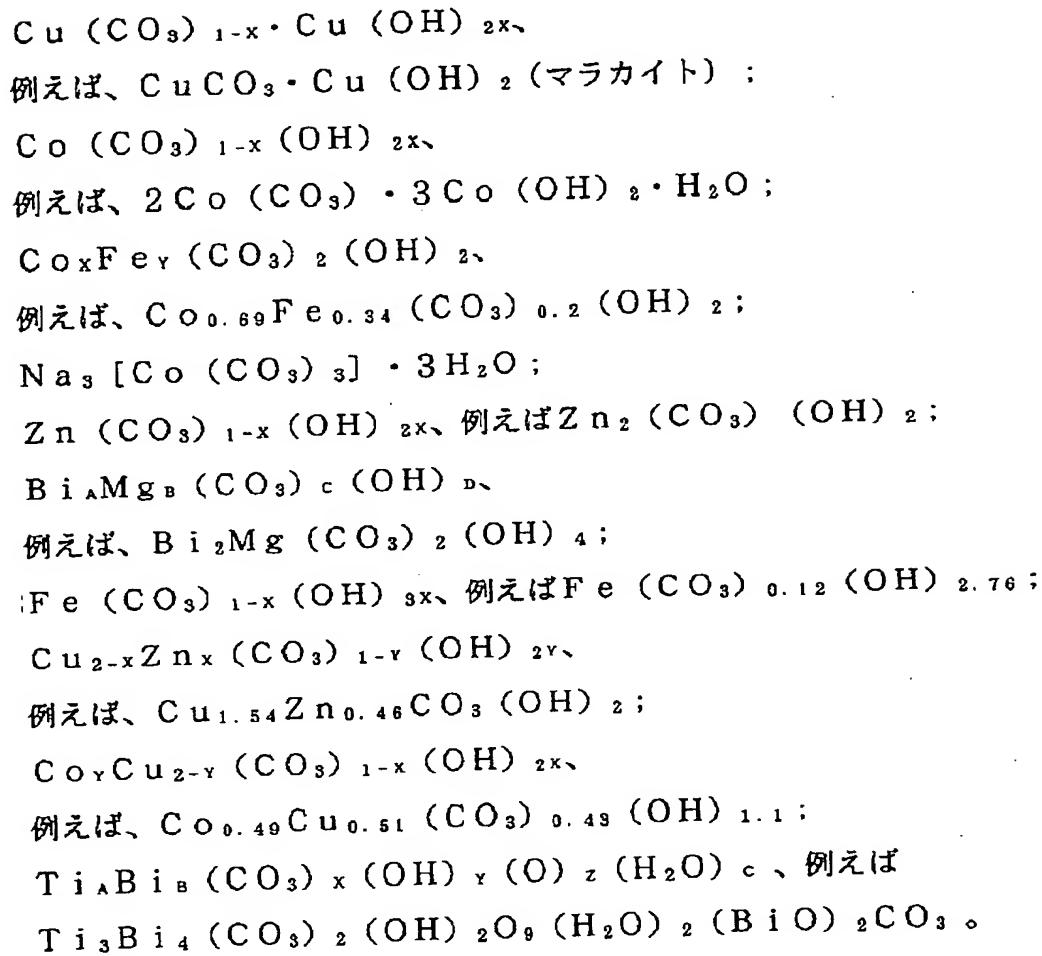 Cu(CO₃)₁₋ₓ・Cu(OH)₂ₓ、
例えば、CuCO₃・Cu(OH)₂(マラカイト);
Co(CO₃)₁₋ₓ(OH)₂ₓ、
例えば、2Co(CO₃)・3Co(OH)₂・H₂O;
CoXFeY(CO₃)₂(OH)₂、
例えば、Co₀.₆₉Fe₀.₃₄(CO₃)₀.₂(OH)₂;
Na₃[Co(CO₃)₃]・3H₂O;
Zn(CO₃)₁₋ₓ(OH)₂ₓ、例えばZn₂(CO₃)(OH)₂;
BiAMgB(CO₃)C(OH)D、
例えば、Bi₂Mg(CO₃)₂(OH)₄;
Fe(CO₃)₁₋ₓ(OH)₃ₓ、例えばFe(CO₃)₀.₁₂(OH)₂.₇₆;
Cu₂₋ₓZnₓ(CO₃)₁₋Y(OH)₂Y、
例えば、Cu₁.₅₄Zn₀.₄₆CO₃(OH)₂;
CoYCu₂₋Y(CO₃)₁₋ₓ(OH)₂ₓ、
例えば、Co₀.₄₉Cu₀.₅₁(CO₃)₀.₄₃(OH)₁.₁;
TiABiB(CO₃)X(OH)Y(O)Z(H₂O)C、例えば
Ti₃Bi₄(CO₃)₂(OH)₂O₉(H₂O)₂(BiO)₂CO₃。